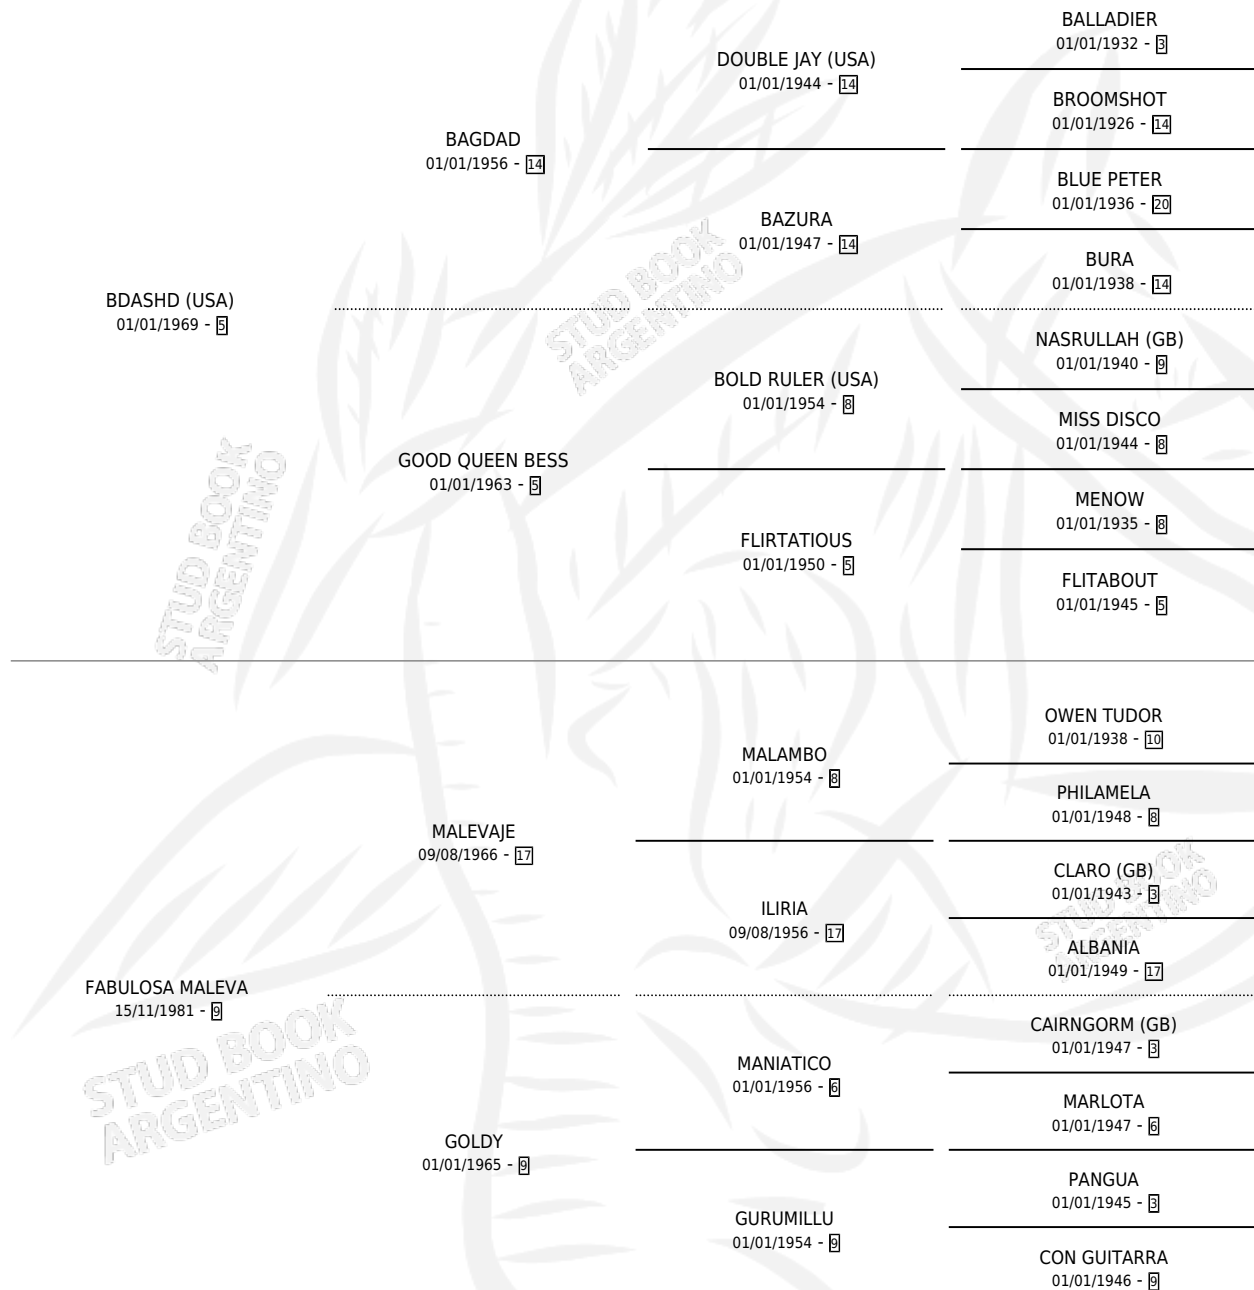 BALLADIER
01/01/1932 - 3
DOUBLE JAY (USA)
01/01/1944 - 14
BROOMSHOT
01/01/1926 - 14
BAGDAD
01/01/1956 - 14
BLUE PETER
01/01/1936 - 20
BAZURA
01/01/1947 - 14
BURA
01/01/1938 - 14
BDASHD (USA)
01/01/1969 - 5
NASRULLAH (GB)
01/01/1940 - 9
BOLD RULER (USA)
01/01/1954 - 8
MISS DISCO
01/01/1944 - 8
GOOD QUEEN BESS
01/01/1963 - 5
MENOW
01/01/1935 - 8
FLIRTATIOUS
01/01/1950 - 5
FLITABOUT
01/01/1945 - 5
STUD BOOK
ARGENTINO
STUD BOOK
ARGENTINO
OWEN TUDOR
01/01/1938 - 10
MALAMBO
01/01/1954 - 8
PHILAMELA
01/01/1948 - 8
MALEVAJE
09/08/1966 - 17
CLARO (GB)
01/01/1943 - 3
ILIRIA
09/08/1956 - 17
ALBANIA
01/01/1949 - 17
STUD BOOK
ARGENTINO
FABULOSA MALEVA
15/11/1981 - 9
CAIRNGORM (GB)
01/01/1947 - 3
MANIATICO
01/01/1956 - 6
MARLOTA
01/01/1947 - 6
GOLDY
01/01/1965 - 9
PANGUA
01/01/1945 - 3
GURUMILLU
01/01/1954 - 9
CON GUITARRA
01/01/1946 - 9
STUD BOOK
ARGENTINO